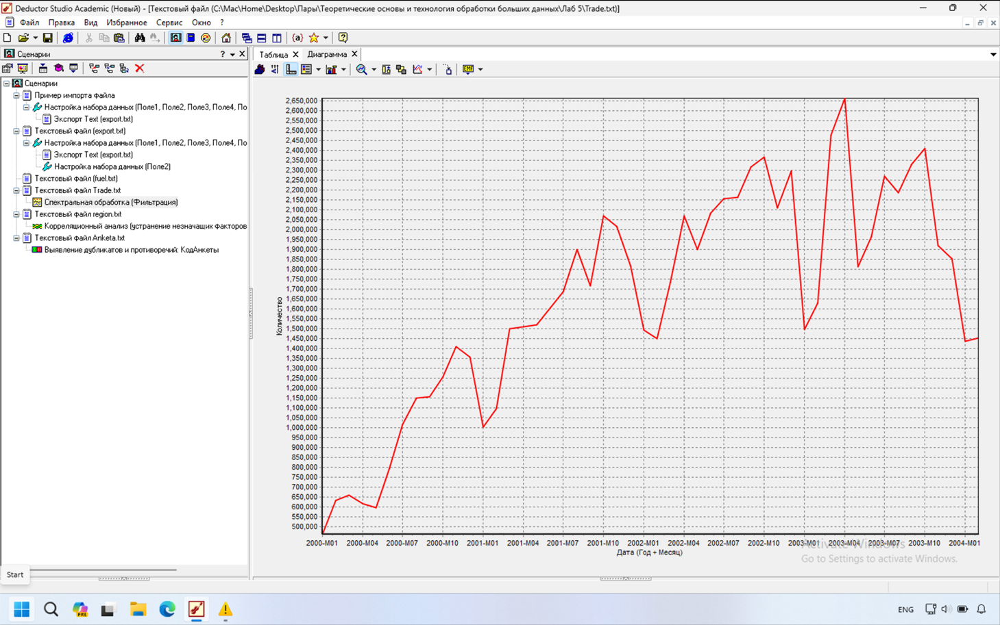 Deductor Studio Academic (Новый) - [Текстовый файл (C:\Mac\Home\Desktop\Пары\Теоретические основы и технология обработки больших данных\Лаб 5\Trade.txt)]
Файл Правка Вид Избранное Сервис Окно ?
Сценарии
Таблица Диаграмма
EMF
Сценарии
Пример импорта файла
Настройка набора данных (Поле1, Поле2, Поле3, Поле4, По
Экспорт Text (export.txt)
Текстовый файл (export.txt)
Настройка набора данных (Поле1, Поле2, Поле3, Поле4, По
Экспорт Text (export.txt)
Настройка набора данных (Поле2)
Текстовый файл (fuel.txt)
Текстовый файл Trade.txt
Спектральная обработка (Фильтрация)
Текстовый файл region.txt
Корреляционный анализ (устранение незначащих факторов
Текстовый файл Anketa.txt
Выявление дубликатов и противоречий: КодАнкеты
2,650,000
2,600,000
2,550,000
2,500,000
2,450,000
2,400,000
2,350,000
2,300,000
2,250,000
2,200,000
2,150,000
2,100,000
2,050,000
2,000,000
1,950,000
1,900,000
1,850,000
1,800,000
1,750,000
1,700,000
1,650,000
1,600,000
1,550,000
1,500,000
1,450,000
1,400,000
1,350,000
1,300,000
1,250,000
1,200,000
1,150,000
1,100,000
1,050,000
1,000,000
950,000
900,000
850,000
800,000
750,000
700,000
650,000
600,000
550,000
500,000
Количество
2000-M01 2000-M04 2000-M07 2000-M10 2001-M01 2001-M04 2001-M07 2001-M10 2002-M01 2002-M04 2002-M07 2002-M10 2003-M01 2003-M04 2003-M07 2003-M10 2004-M01
Дата (Год + Месяц)
Activate Windows
Go to Settings to activate Windows.
Start
PRE
ENG